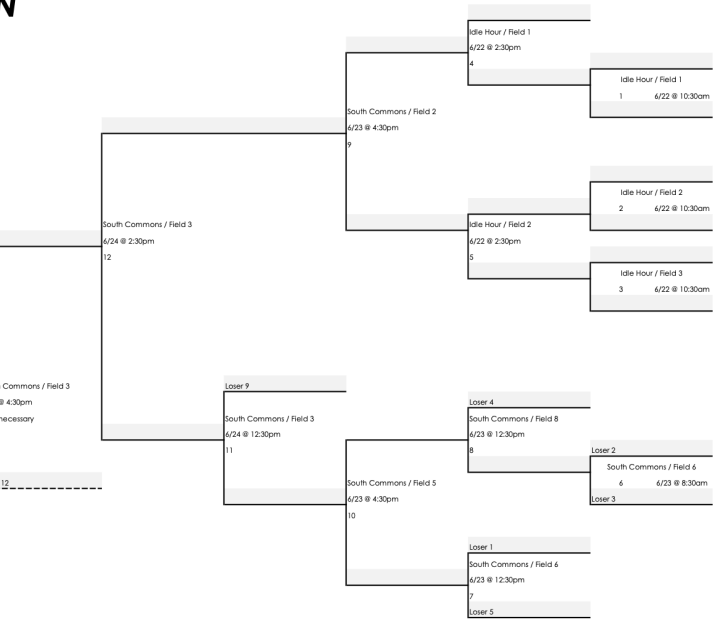 N
Idle Hour / Field 1
6/22 @ 2:30pm
4
Idle Hour / Field 1
1 6/22 @ 10:30am
South Commons / Field 2
6/23 @ 4:30pm
9
Idle Hour / Field 2
2 6/22 @ 10:30am
South Commons / Field 3
6/24 @ 2:30pm
12
Idle Hour / Field 2
6/22 @ 2:30pm
5
Idle Hour / Field 3
3 6/22 @ 10:30am
Commons / Field 3
@ 4:30pm
necessary
12
Loser 9
South Commons / Field 3
6/24 @ 12:30pm
11
Loser 4
South Commons / Field 8
6/23 @ 12:30pm
8
Loser 2
South Commons / Field 6
6 6/23 @ 8:30am
Loser 3
South Commons / Field 5
6/23 @ 4:30pm
10
Loser 1
South Commons / Field 6
6/23 @ 12:30pm
7
Loser 5